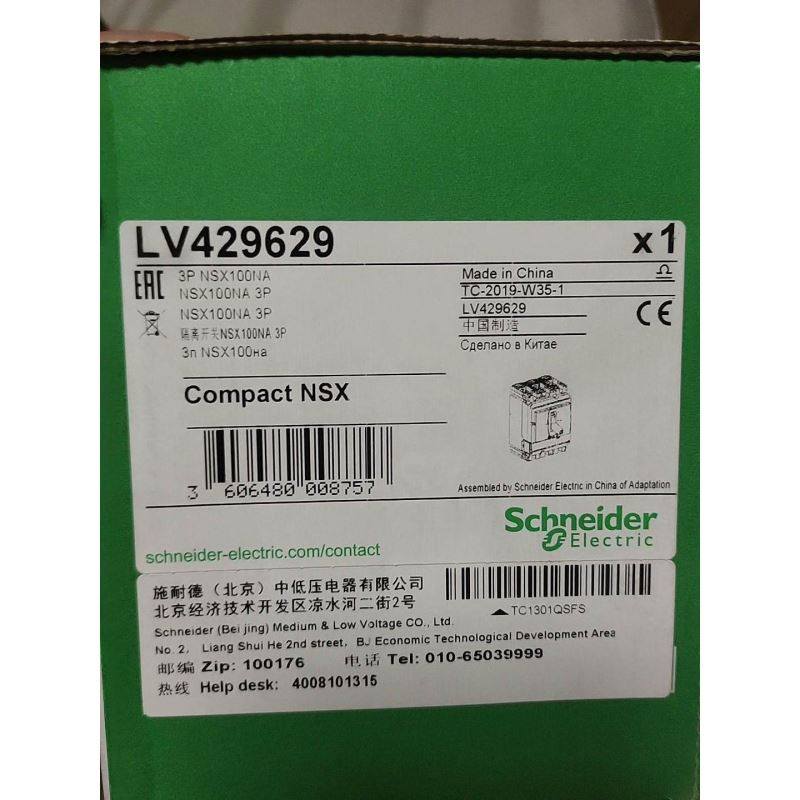 LV429629
x1
EAC
3P NSX100NA
NSX100NA 3P
NSX100NA 3P
隔离开关NSX100NA 3P
3п NSX100на
Made in China
TC-2019-W35-1
LV429629
中国制造
Сделано в Китае
CE
Compact NSX
3 606480 008757
Assembled by Schneider Electric in China of Adaptation
Schneider
Electric
schneider-electric.com/contact
施耐德（北京）中低压电器有限公司
北京经济技术开发区凉水河二街2号
TC1301QSFS
Schneider (Bei jing) Medium & Low Voltage CO., Ltd.
No. 2, Liang Shui He 2nd street, BJ Economic Technological Development Area
邮编 Zip: 100176 电话 Tel: 010-65039999
热线 Help desk: 4008101315